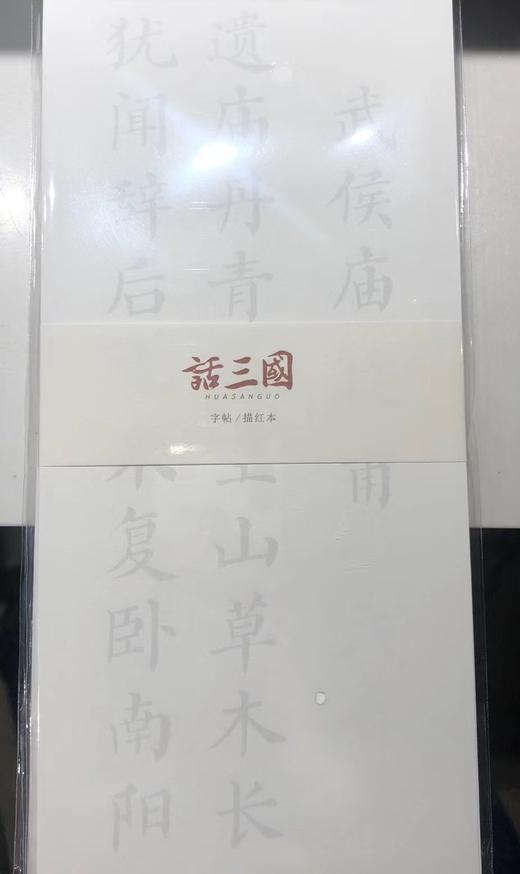 武侯庙 甫
遗庙丹青 山草木长
犹闻辞后 不复卧南阳
話三國
HUASANGUO
字帖/描红本